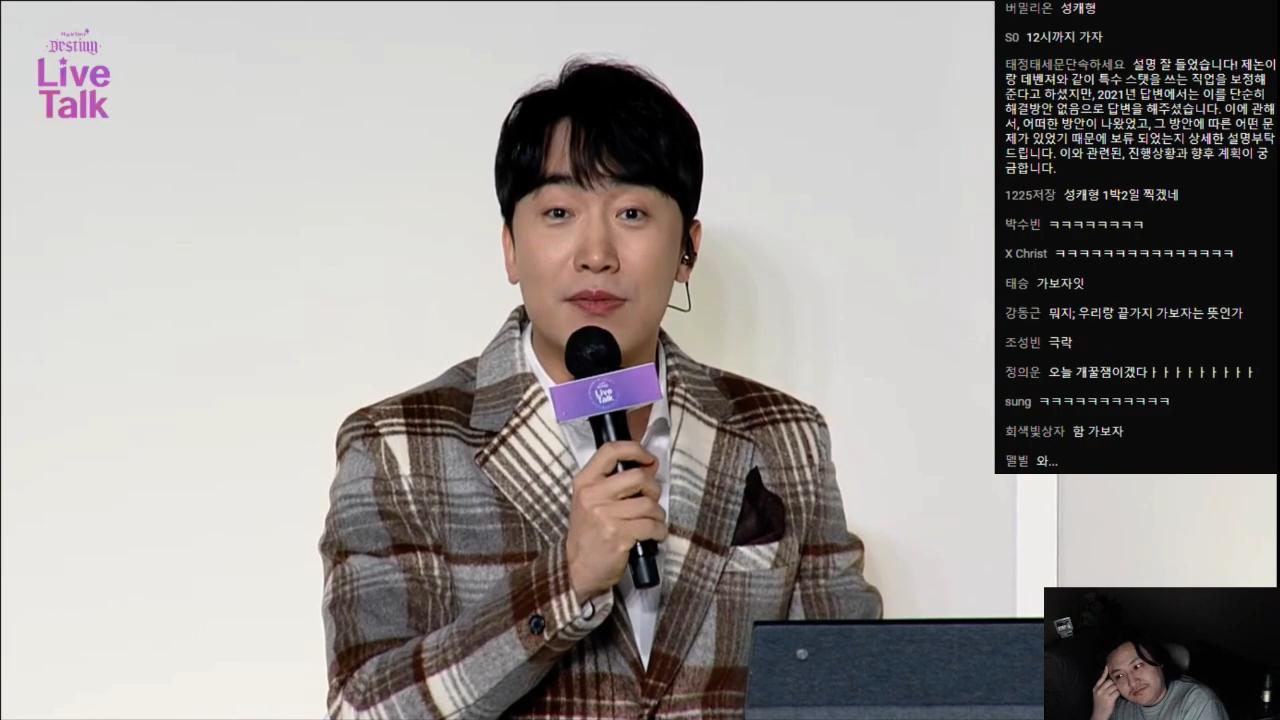 MapleStory
DESTINY
Live
Talk
Live
Talk
버밀리온 성캐형
S0 12시까지 가자
태정태세문단속하세요 설명 잘 들었습니다! 제논이
랑 데벤져와 같이 특수 스탯을 쓰는 직업을 보정해
준다고 하셨지만, 2021년 답변에서는 이를 단순히
해결방안 없음으로 답변을 해주셨습니다. 이에 관해
서, 어떠한 방안이 나왔었고, 그 방안에 따른 어떤 문
제가 있었기 때문에 보류 되었는지 상세한 설명부탁
드립니다. 이와 관련된, 진행상황과 향후 계획이 궁
금합니다.
1225저장 성캐형 1박2일 찍겠네
박수빈 ㅋㅋㅋㅋㅋㅋㅋㅋ
X Christ ㅋㅋㅋㅋㅋㅋㅋㅋㅋㅋㅋㅋㅋㅋㅋ
태승 가보자잇
강동근 뭐지; 우리랑 끝가지 가보자는 뜻인가
조성빈 극락
정의운 오늘 개꿀잼이겠다ㅏㅏㅏㅏㅏㅏㅏㅏㅏ
sung ㅋㅋㅋㅋㅋㅋㅋㅋㅋㅋㅋ
회색빛상자 함 가보자
델빌 와...